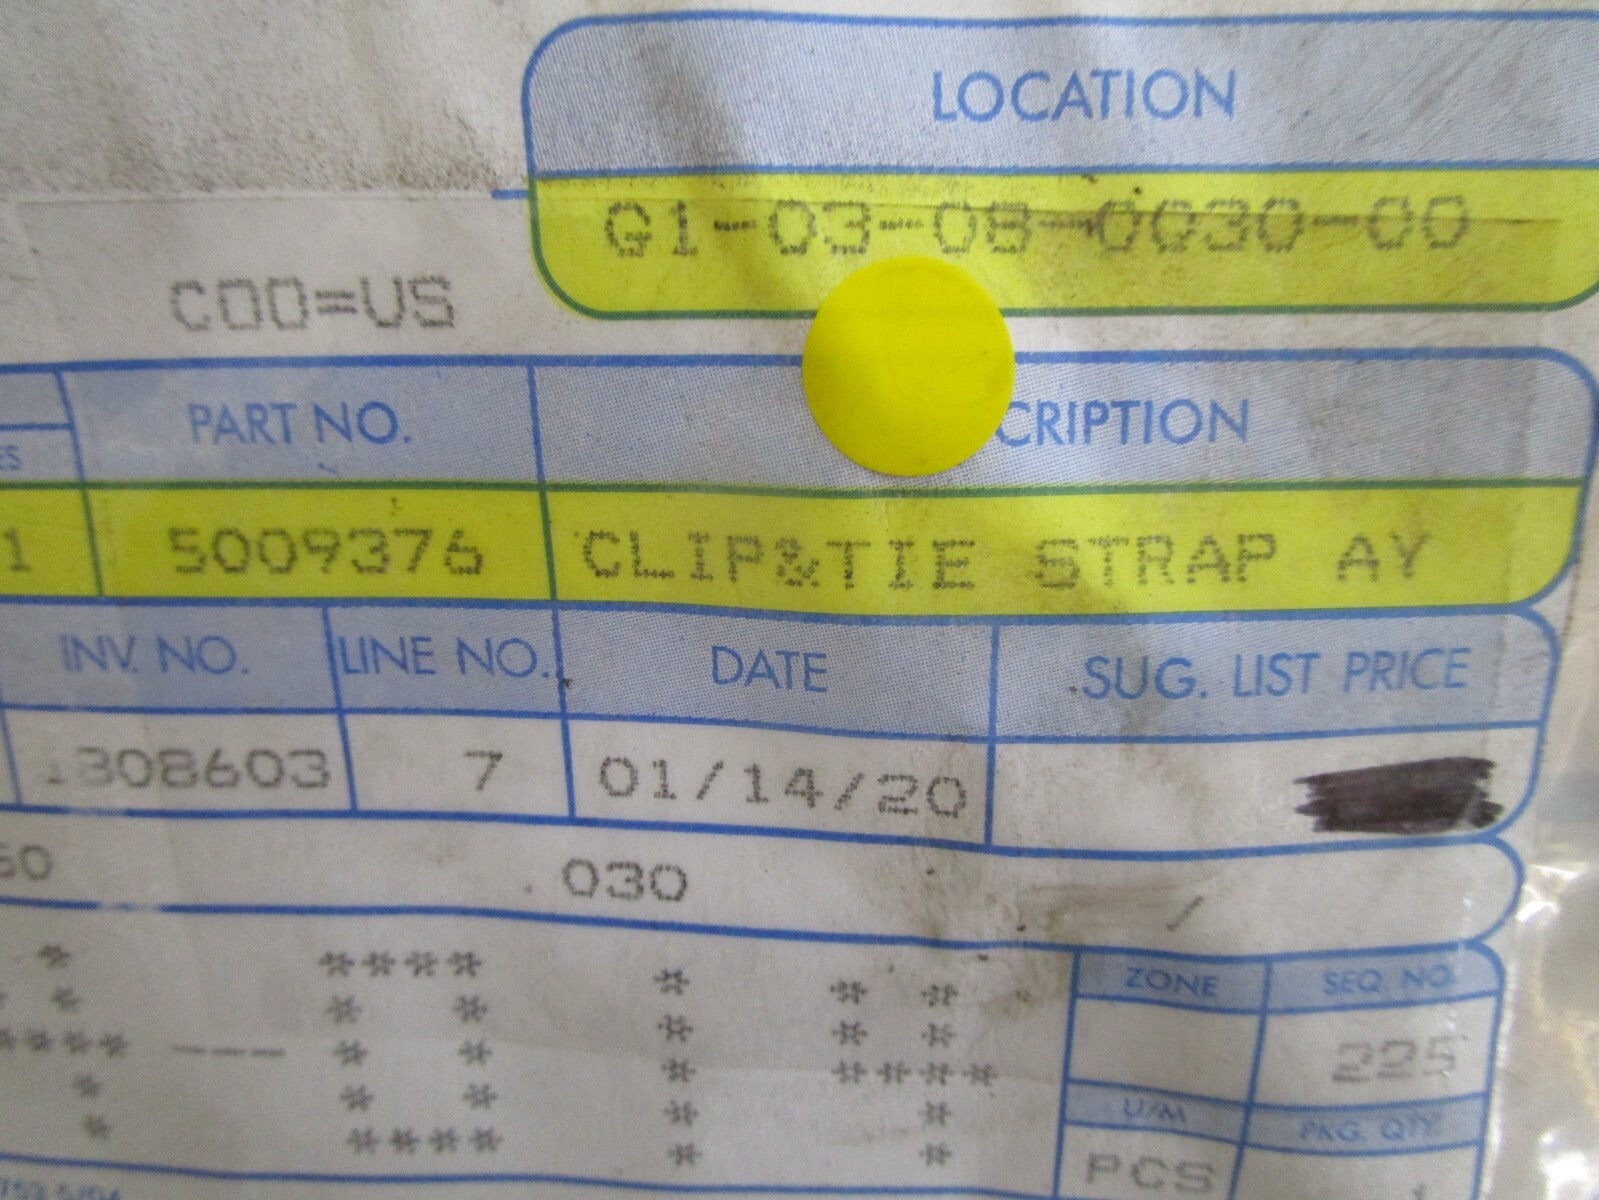 LOCATION
G1-03-08-0030-00
COO=US
PART NO. CRIPTION
ES
1 5009376 CLIP&TIE STRAP AY
INV. NO. LINE NO. DATE SUG. LIST PRICE
308603 7 01/14/20
60 .030 /
ZONE SEQ. NO.
225
U/M PKG. QTY.
PCS